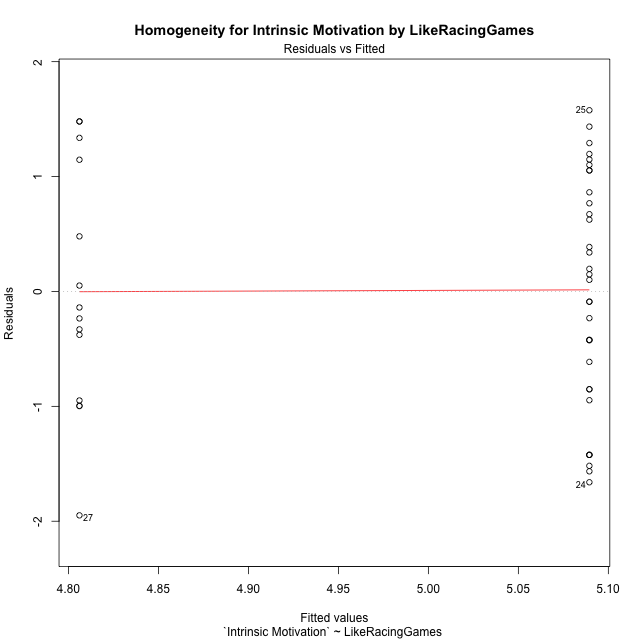 Homogeneity for Intrinsic Motivation by LikeRacingGames
Residuals vs Fitted
2
1
0
-1
-2
Residuals
25
24
27
4.80 4.85 4.90 4.95 5.00 5.05 5.10
Fitted values
`Intrinsic Motivation` ~ LikeRacingGames